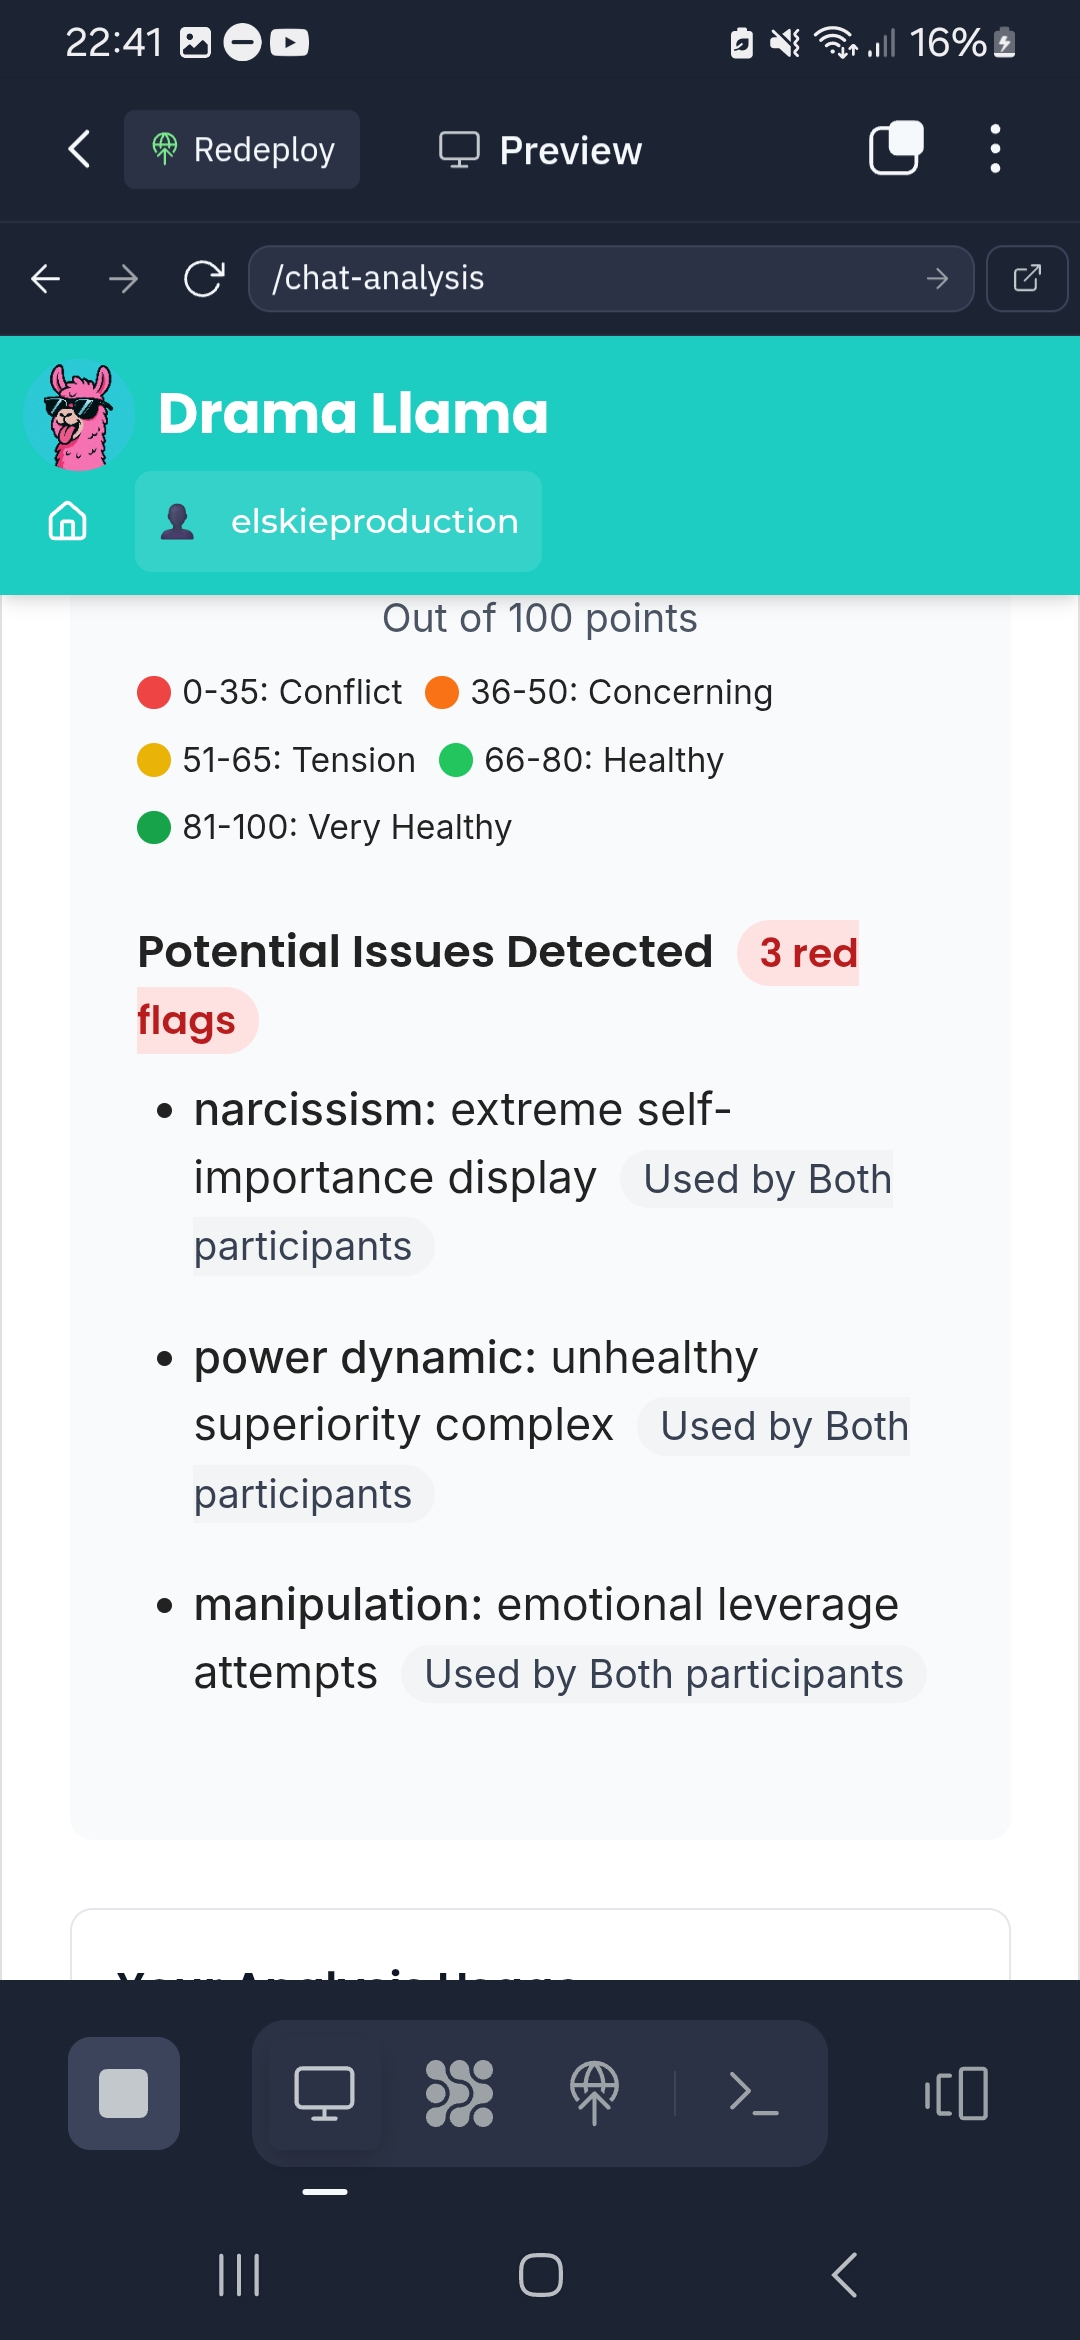 22:41
16%
Redeploy
Preview
/chat-analysis
Drama Llama
elskieproduction
Out of 100 points
0-35: Conflict 36-50: Concerning
51-65: Tension 66-80: Healthy
81-100: Very Healthy
Potential Issues Detected 3 red
flags
• narcissism: extreme self-
importance display Used by Both
participants
• power dynamic: unhealthy
superiority complex Used by Both
participants
• manipulation: emotional leverage
attempts Used by Both participants
Your Analysis Usage